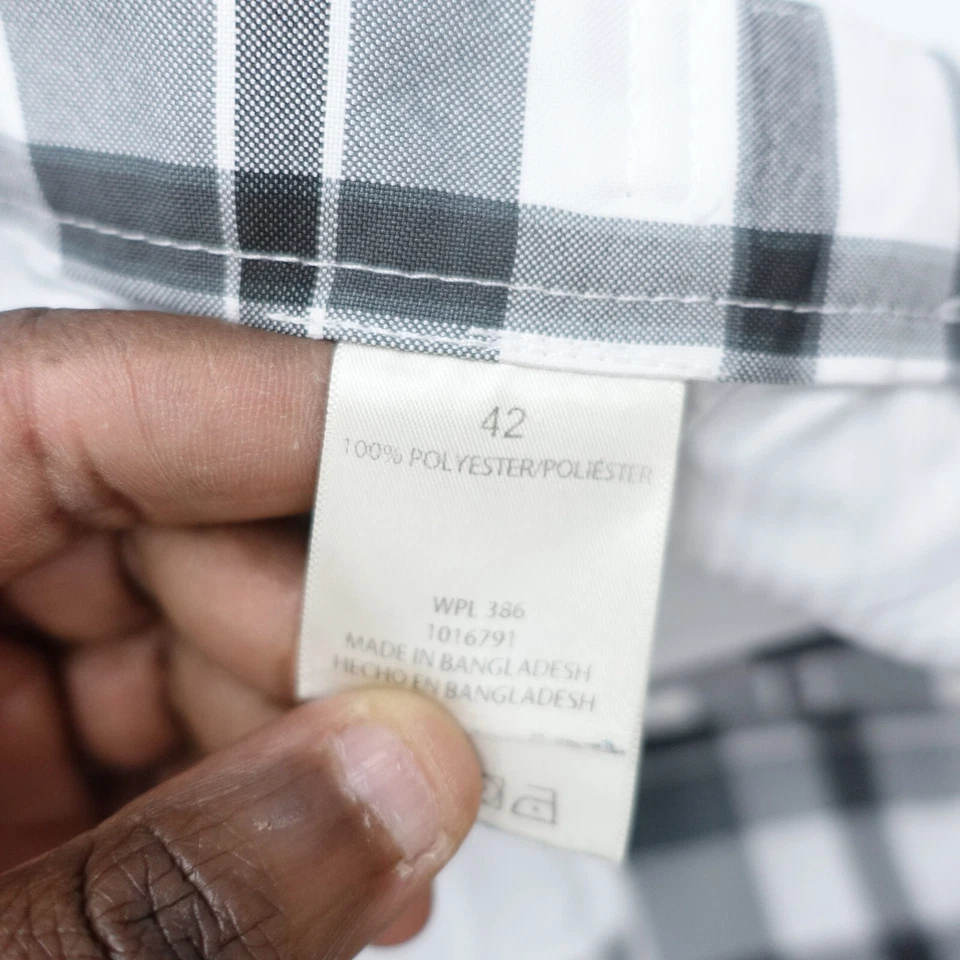 42
100% POLYESTER/POLIÉSTER
WPL 386
1016791
MADE IN BANGLADESH
HECHO EN BANGLADESH